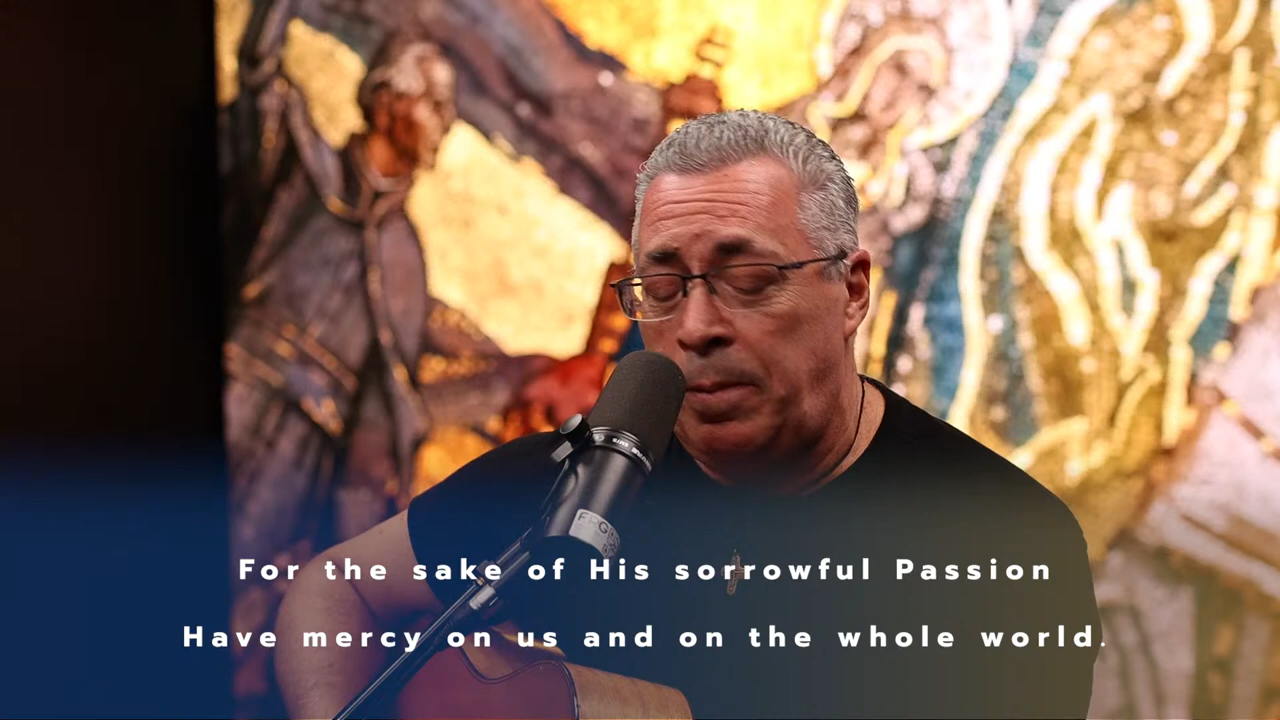 For the sake of His sorrowful Passion
Have mercy on us and on the whole world.